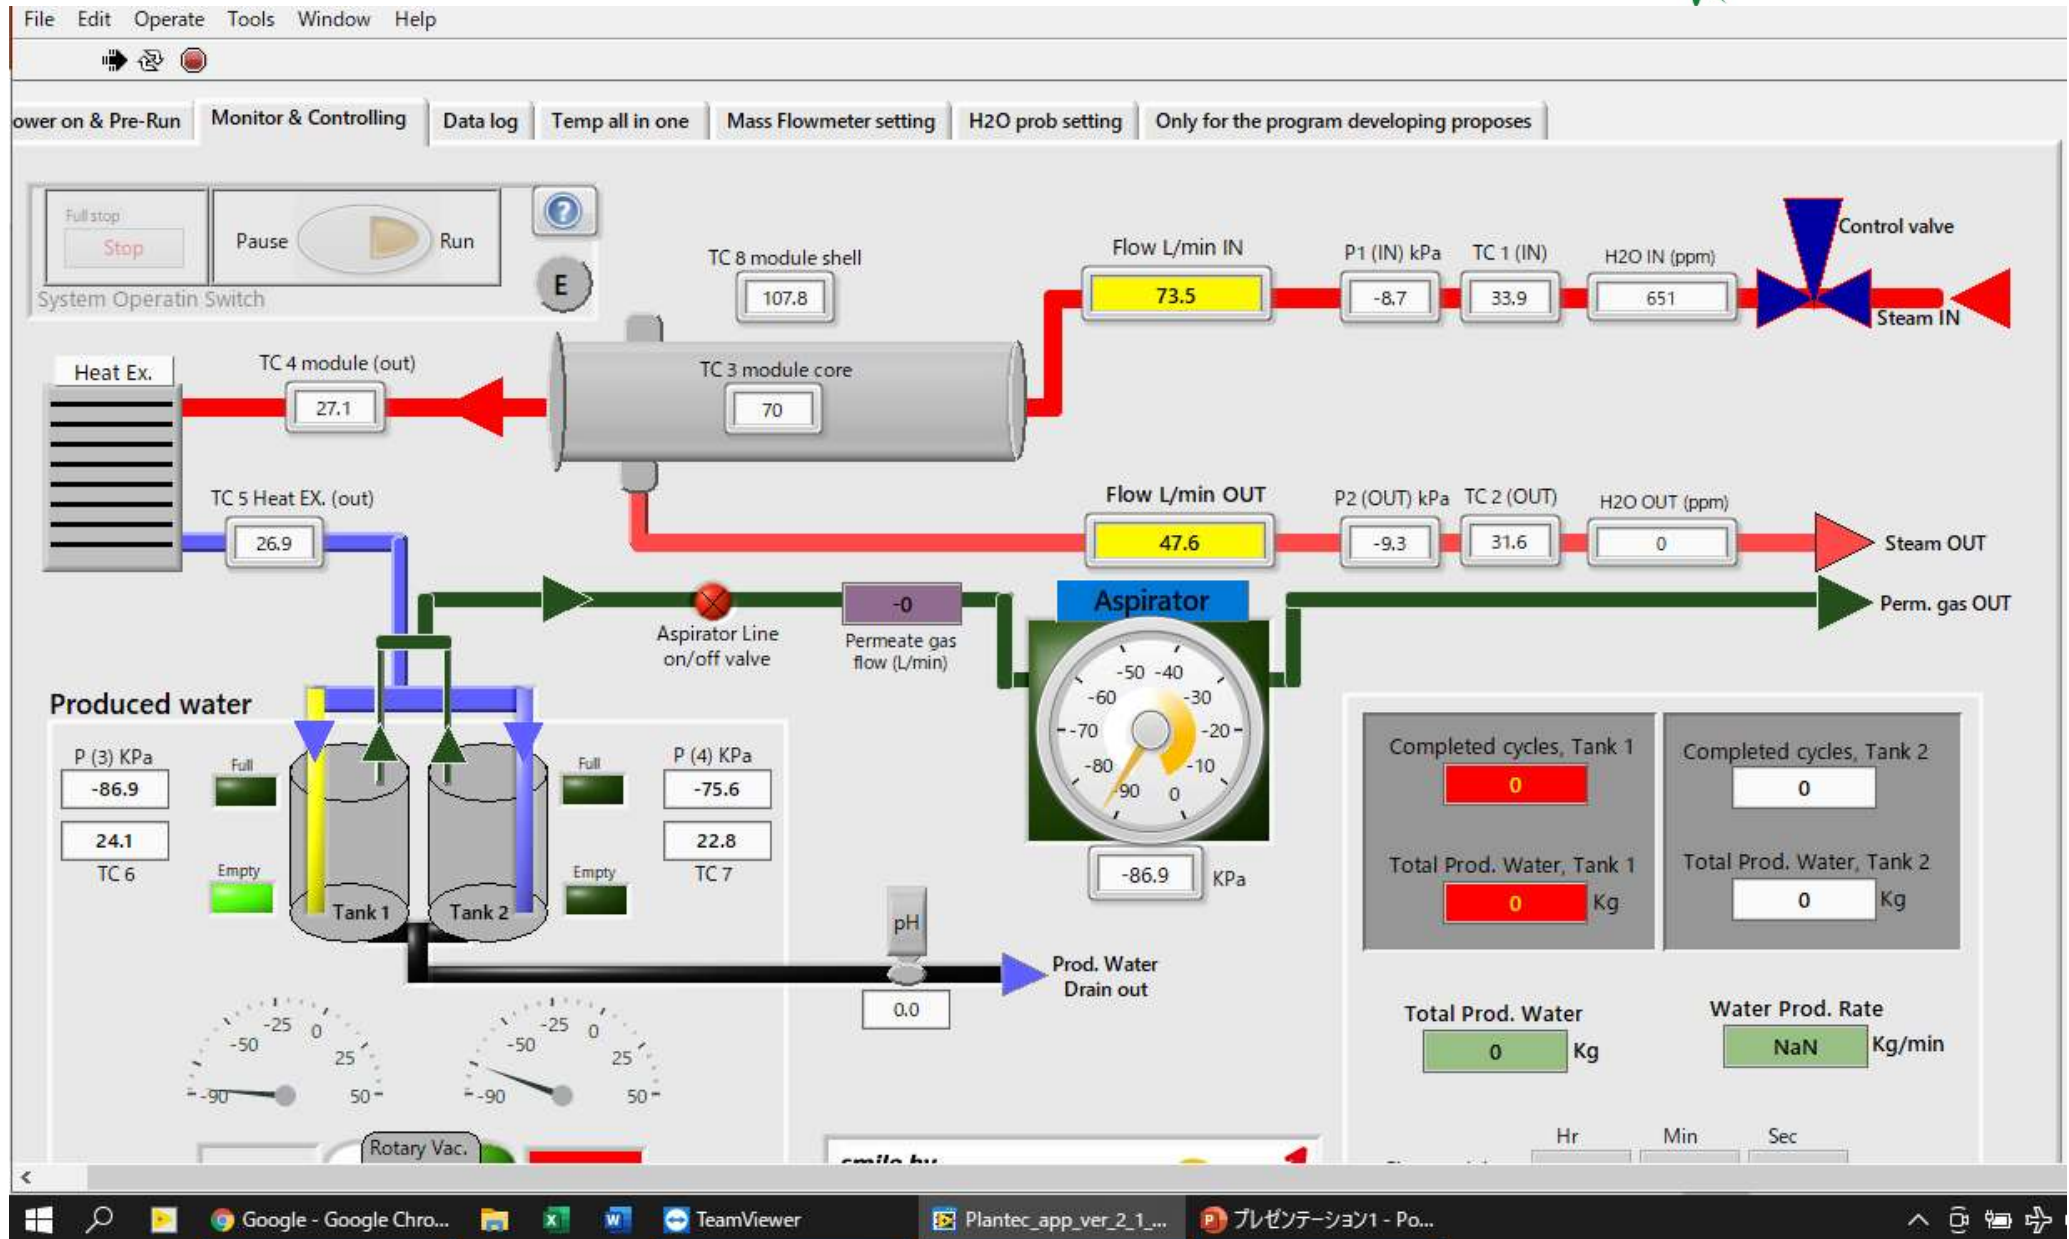 File Edit Operate Tools Window Help
ower on & Pre-Run Monitor & Controlling Data log Temp all in one Mass Flowmeter setting H2O prob setting Only for the program developing proposes
Full stop
Stop
Pause Run
System Operatin Switch
E
TC 8 module shell
107.8
Flow L/min IN
73.5
P1 (IN) kPa
-8.7
TC 1 (IN)
33.9
H2O IN (ppm)
651
Control valve
Steam IN
Heat Ex.
TC 4 module (out)
27.1
TC 3 module core
70
TC 5 Heat EX. (out)
26.9
Flow L/min OUT
47.6
P2 (OUT) kPa
-9.3
TC 2 (OUT)
31.6
H2O OUT (ppm)
0
Steam OUT
Aspirator Line
on/off valve
-0
Permeate gas
flow (L/min)
Aspirator
-50 -40
-60 -30
-70 -20
-80 -10
-90 0
-86.9 KPa
Perm. gas OUT
Produced water
P (3) KPa
-86.9
24.1
TC 6
Full
Empty
Tank 1
Tank 2
Full
Empty
P (4) KPa
-75.6
22.8
TC 7
pH
0.0
Prod. Water
Drain out
-25 0
-50 25
-90 50
-25 0
-50 25
-90 50
Rotary Vac.
Completed cycles, Tank 1
0
Total Prod. Water, Tank 1
0 Kg
Completed cycles, Tank 2
0
Total Prod. Water, Tank 2
0 Kg
Total Prod. Water
0 Kg
Water Prod. Rate
NaN Kg/min
Hr Min Sec
Google - Google Chro... TeamViewer Plantec_app_ver_2_1_... プレゼンテーション1 - Po...